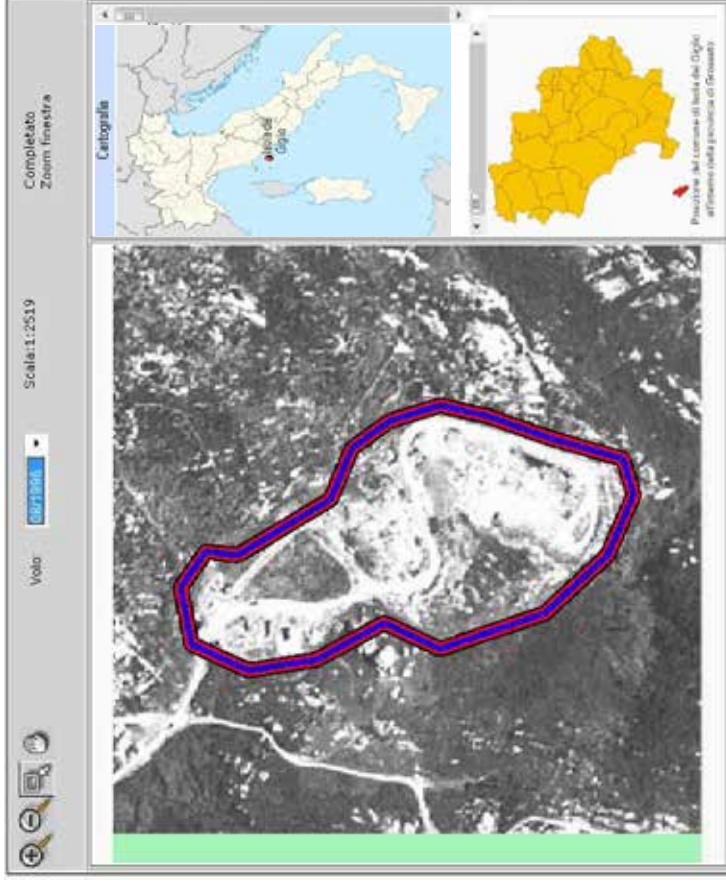 Volo 08/1996 Scala:1:2519
Completato
Zoom finestra
Cartografia
Isola del
Giglio
Posizione del comune di Isola del Giglio
all'interno della provincia di Grosseto